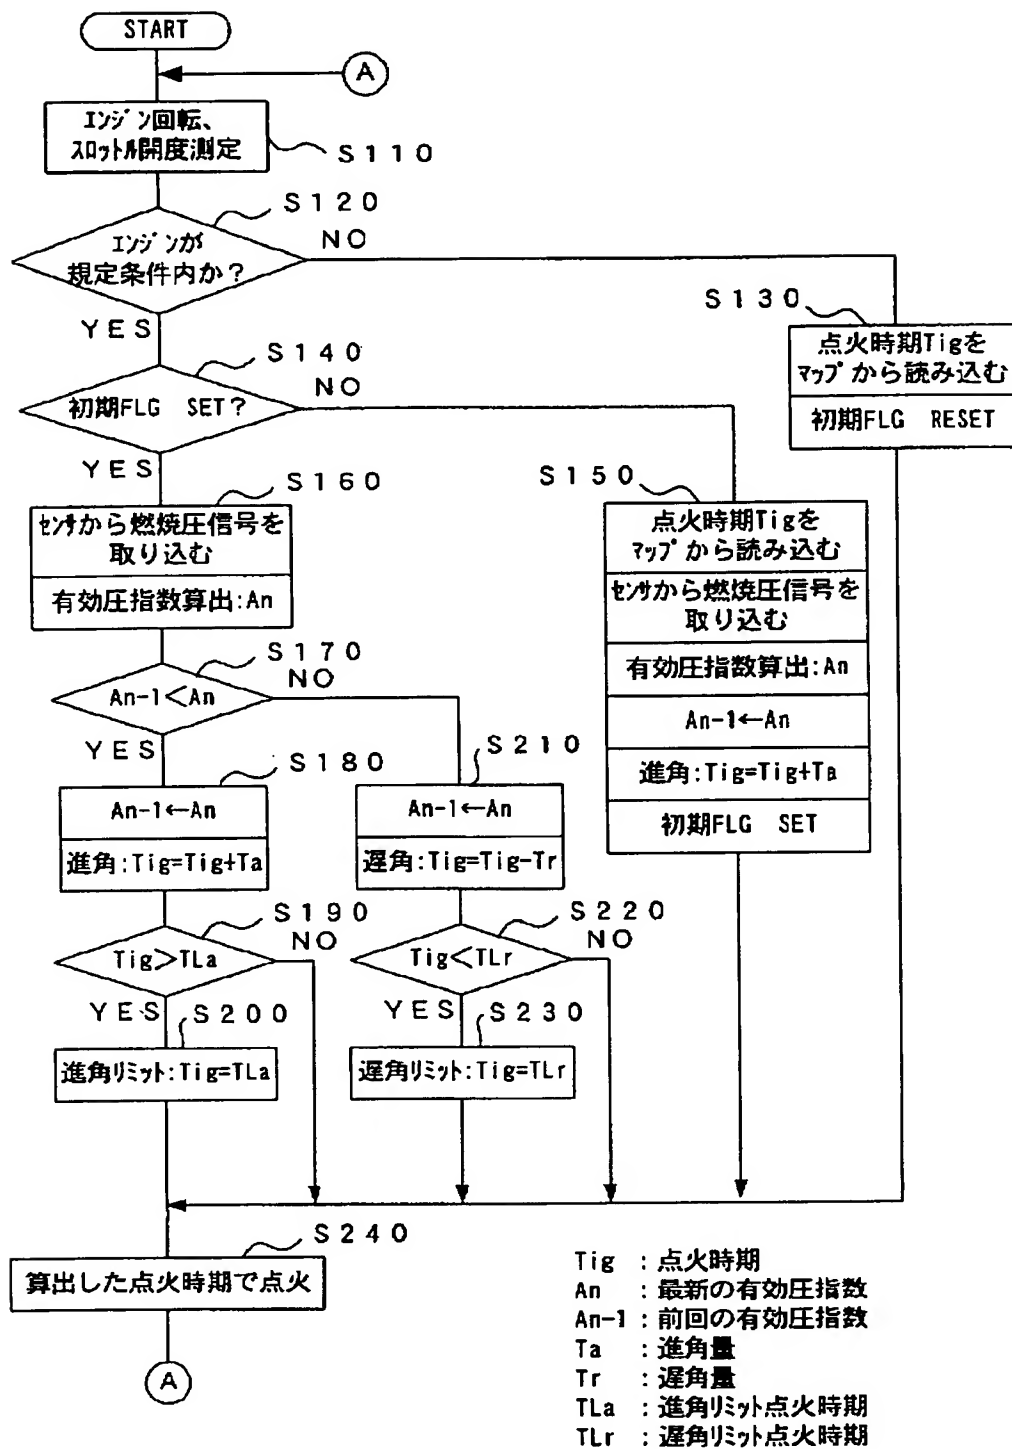 START
A
エンジン回転、
スロットル開度測定
S110
S120
エンジンが
規定条件内か?
NO
YES
S130
点火時期Tigを
マップから読み込む
初期FLG RESET
S140
初期FLG SET?
NO
YES
S150
点火時期Tigを
マップから読み込む
センサから燃焼圧信号を
取り込む
有効圧指数算出:An
An-1←An
進角:Tig=Tig+Ta
初期FLG SET
S160
センサから燃焼圧信号を
取り込む
有効圧指数算出:An
S170
An-1<An
NO
YES
S180
An-1←An
進角:Tig=Tig+Ta
S210
An-1←An
遅角:Tig=Tig-Tr
S190
Tig>TLa
NO
YES
S200
進角リミット:Tig=TLa
S220
Tig<TLr
NO
YES
S230
遅角リミット:Tig=TLr
S240
算出した点火時期で点火
A
Tig :点火時期
An :最新の有効圧指数
An-1:前回の有効圧指数
Ta :進角量
Tr :遅角量
TLa :進角リミット点火時期
TLr :遅角リミット点火時期